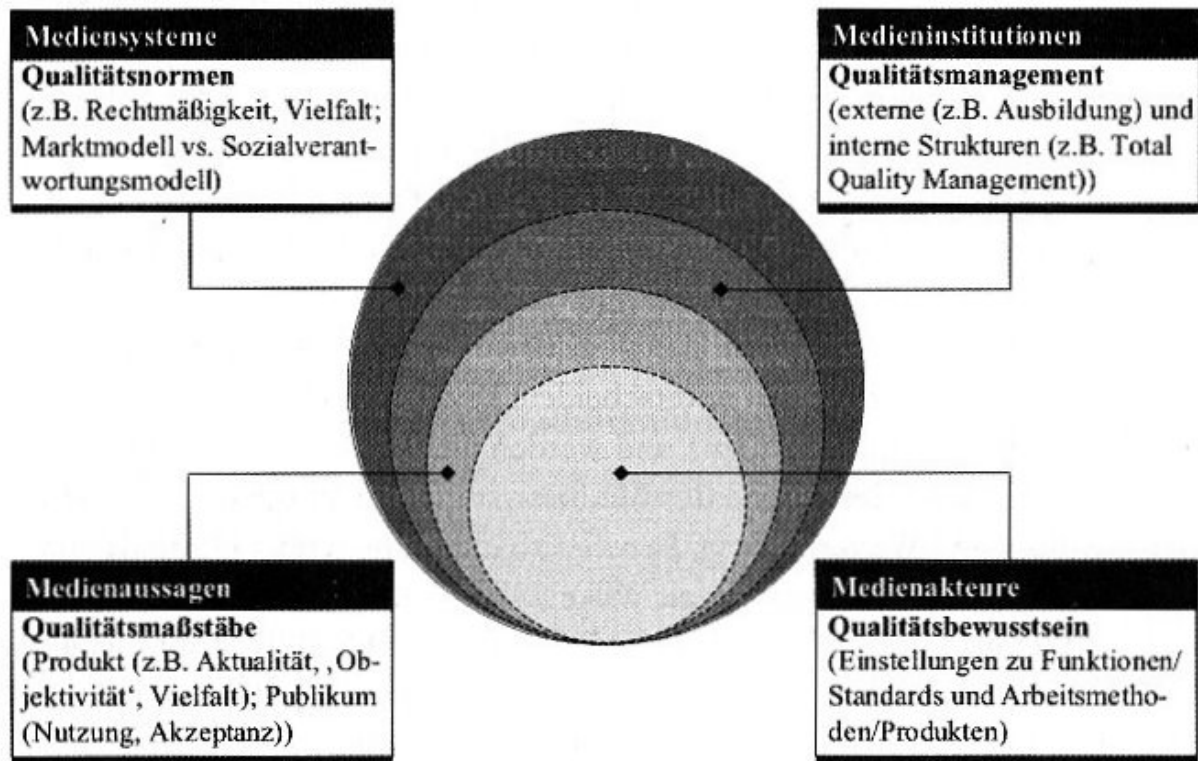 Mediensysteme
Qualitätsnormen
(z.B. Rechtmäßigkeit, Vielfalt;
Marktmodell vs. Sozialverant-
wortungsmodell)
Medieninstitutionen
Qualitätsmanagement
(externe (z.B. Ausbildung) und
interne Strukturen (z.B. Total
Quality Management))
Medienaussagen
Qualitätsmaßstäbe
(Produkt (z.B. Aktualität, ‚Ob-
jektivität‘, Vielfalt); Publikum
(Nutzung, Akzeptanz))
Medienakteure
Qualitätsbewusstsein
(Einstellungen zu Funktionen/
Standards und Arbeitsmetho-
den/Produkten)